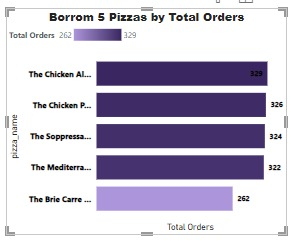 Borrom 5 Pizzas by Total Orders
Total Orders 262 329
The Chicken Al... 329
The Chicken P... 326
The Soppressa... 324
The Mediterra... 322
The Brie Carre ... 262
pizza_name
Total Orders